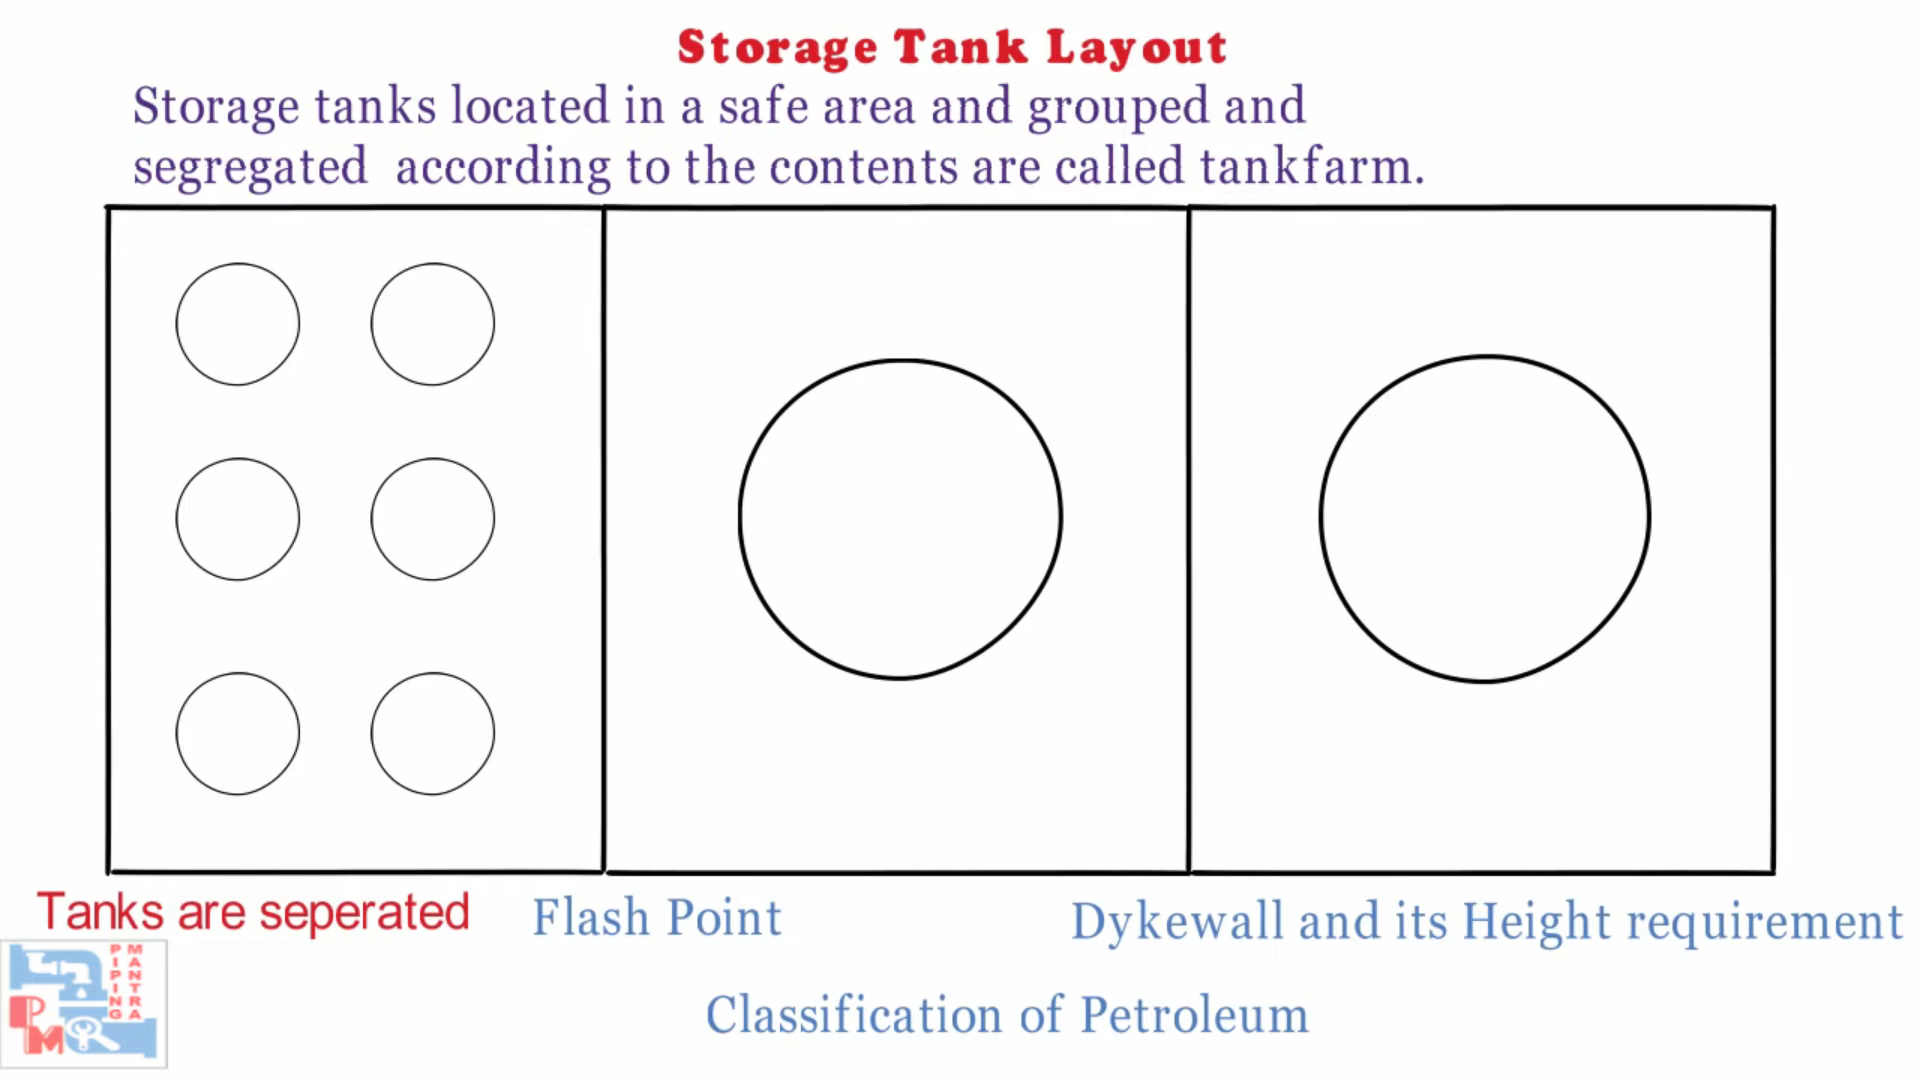 Storage Tank Layout
Storage tanks located in a safe area and grouped and
segregated according to the contents are called tankfarm.
Tanks are seperated
Flash Point
Dykewall and its Height requirement
Classification of Petroleum
PIPING
MANTRA
PM